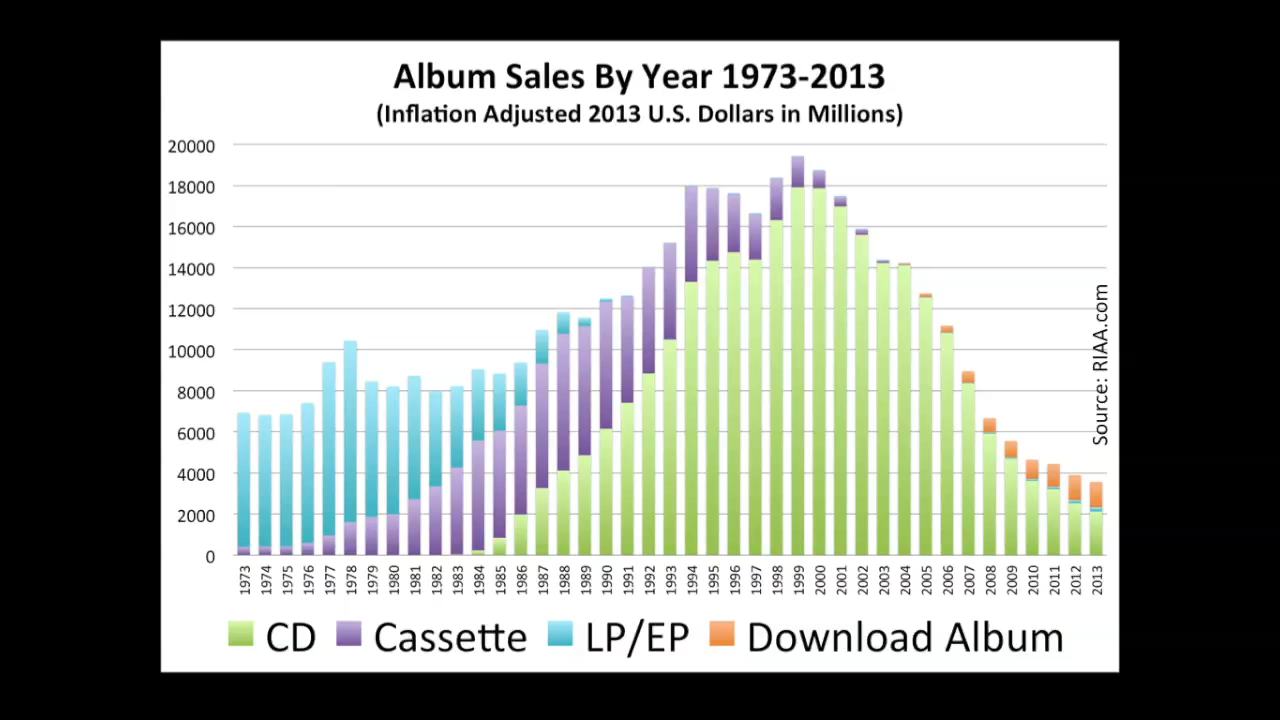 Album Sales By Year 1973-2013
(Inflation Adjusted 2013 U.S. Dollars in Millions)
20000
18000
16000
14000
12000
10000
8000
6000
4000
2000
0
Source: RIAA.com
1973 1974 1975 1976 1977 1978 1979 1980 1981 1982 1983 1984 1985 1986 1987 1988 1989 1990 1991 1992 1993 1994 1995 1996 1997 1998 1999 2000 2001 2002 2003 2004 2005 2006 2007 2008 2009 2010 2011 2012 2013
CD Cassette LP/EP Download Album